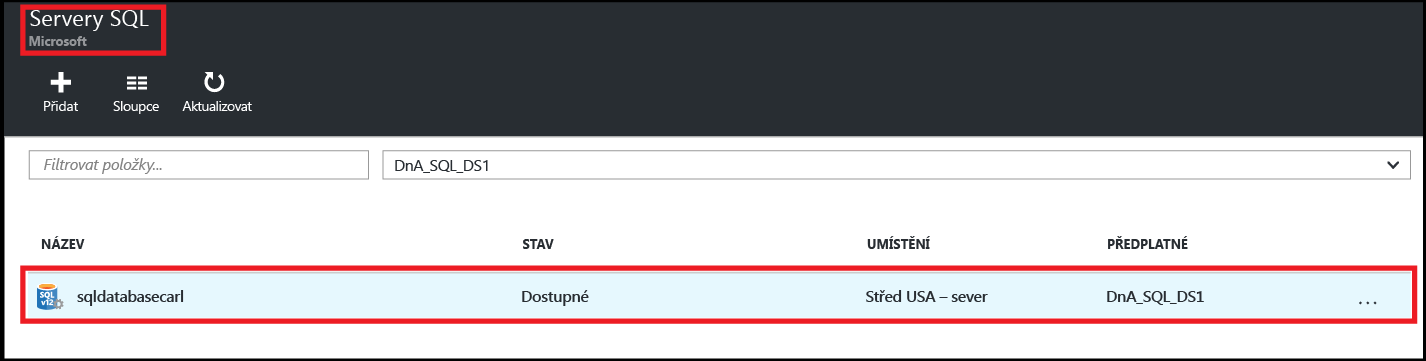 Servery SQL
Microsoft
Přidat Sloupce Aktualizovat
Filtrovat položky... DnA_SQL_DS1
NÁZEV STAV UMÍSTĚNÍ PŘEDPLATNÉ
SQL v12 sqldatabasecarl Dostupné Střed USA – sever DnA_SQL_DS1 ...